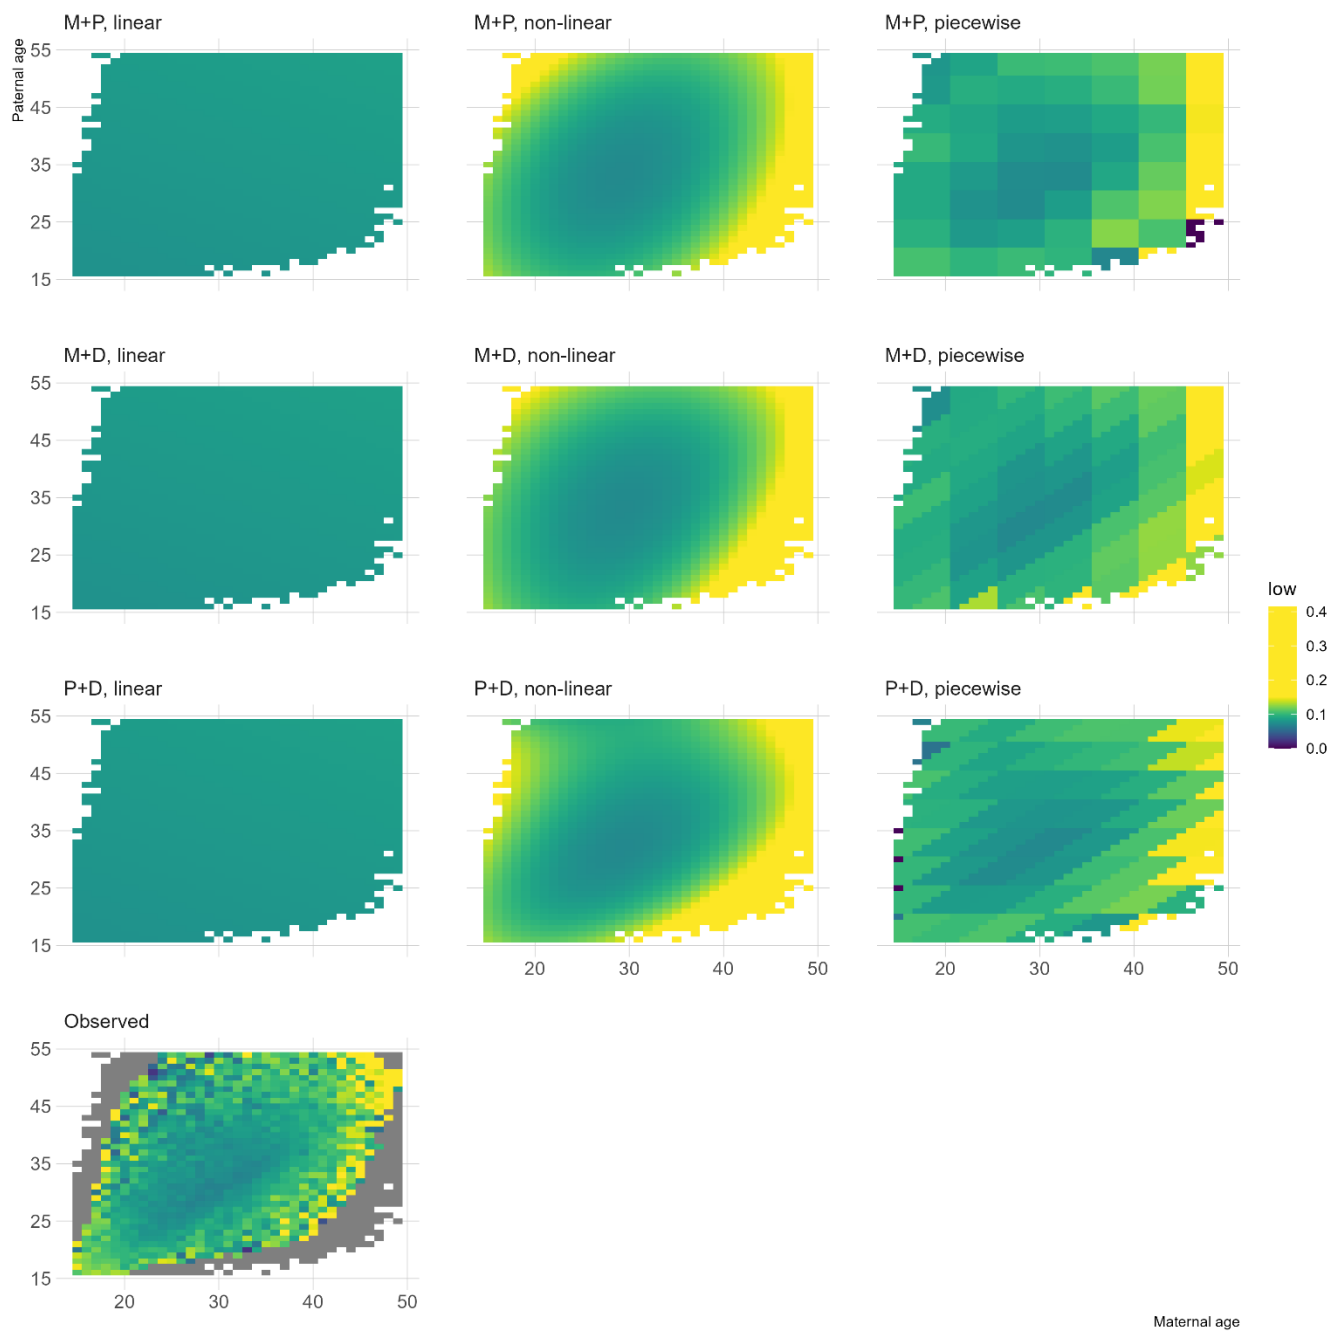 M+P, linear
M+P, non-linear
M+P, piecewise
Paternal age
55
45
35
25
15
M+D, linear
M+D, non-linear
M+D, piecewise
55
45
35
25
15
low
0.4
0.3
0.2
0.1
0.0
P+D, linear
P+D, non-linear
P+D, piecewise
55
45
35
25
15
20 30 40 50
20 30 40 50
Observed
55
45
35
25
15
20 30 40 50
Maternal age